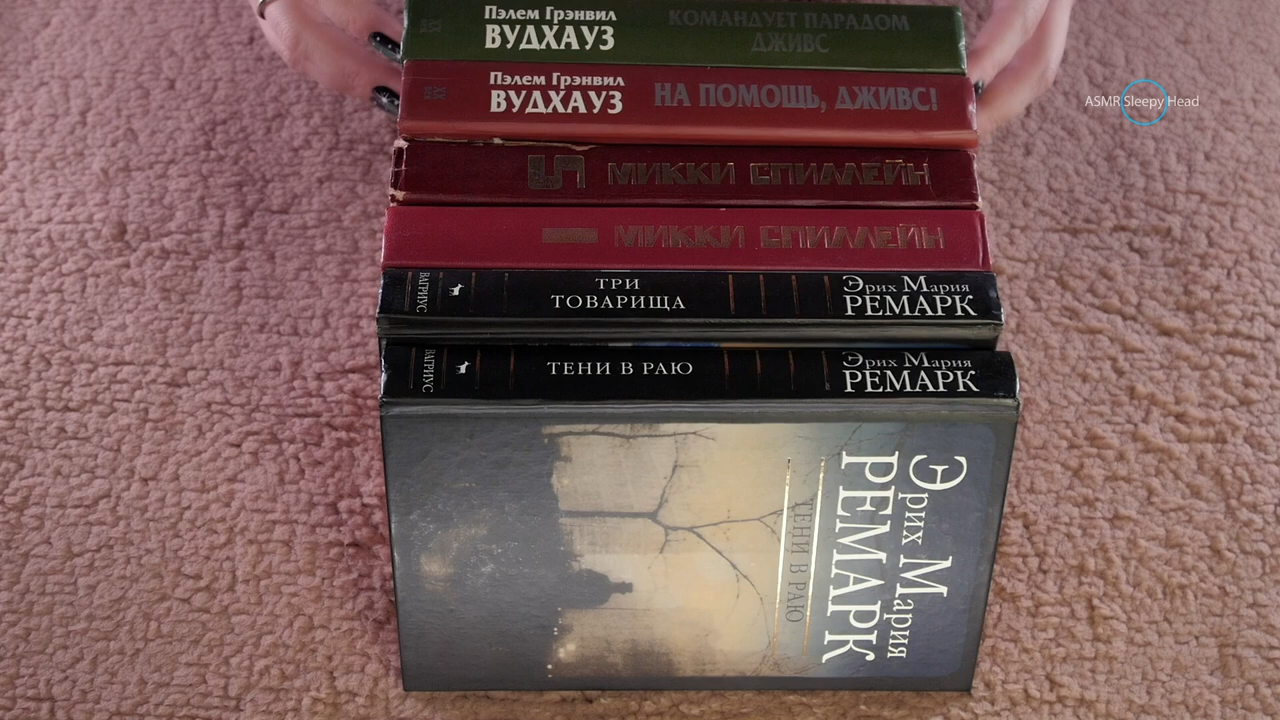 Пэлем Грэнвил
ВУДХАУЗ
КОМАНДУЕТ ПАРАДОМ
ДЖИВС
Пэлем Грэнвил
ВУДХАУЗ
НА ПОМОЩЬ, ДЖИВС!
ASMR Sleepy Head
5 МИККИ СПИЛЛЕЙН
МИККИ СПИЛЛЕЙН
ВАГРИУС
ТРИ
ТОВАРИЩА
Эрих Мария
РЕМАРК
ВАГРИУС
ТЕНИ В РАЮ
Эрих Мария
РЕМАРК
Эрих Мария
РЕМАРК
ТЕНИ В РАЮ